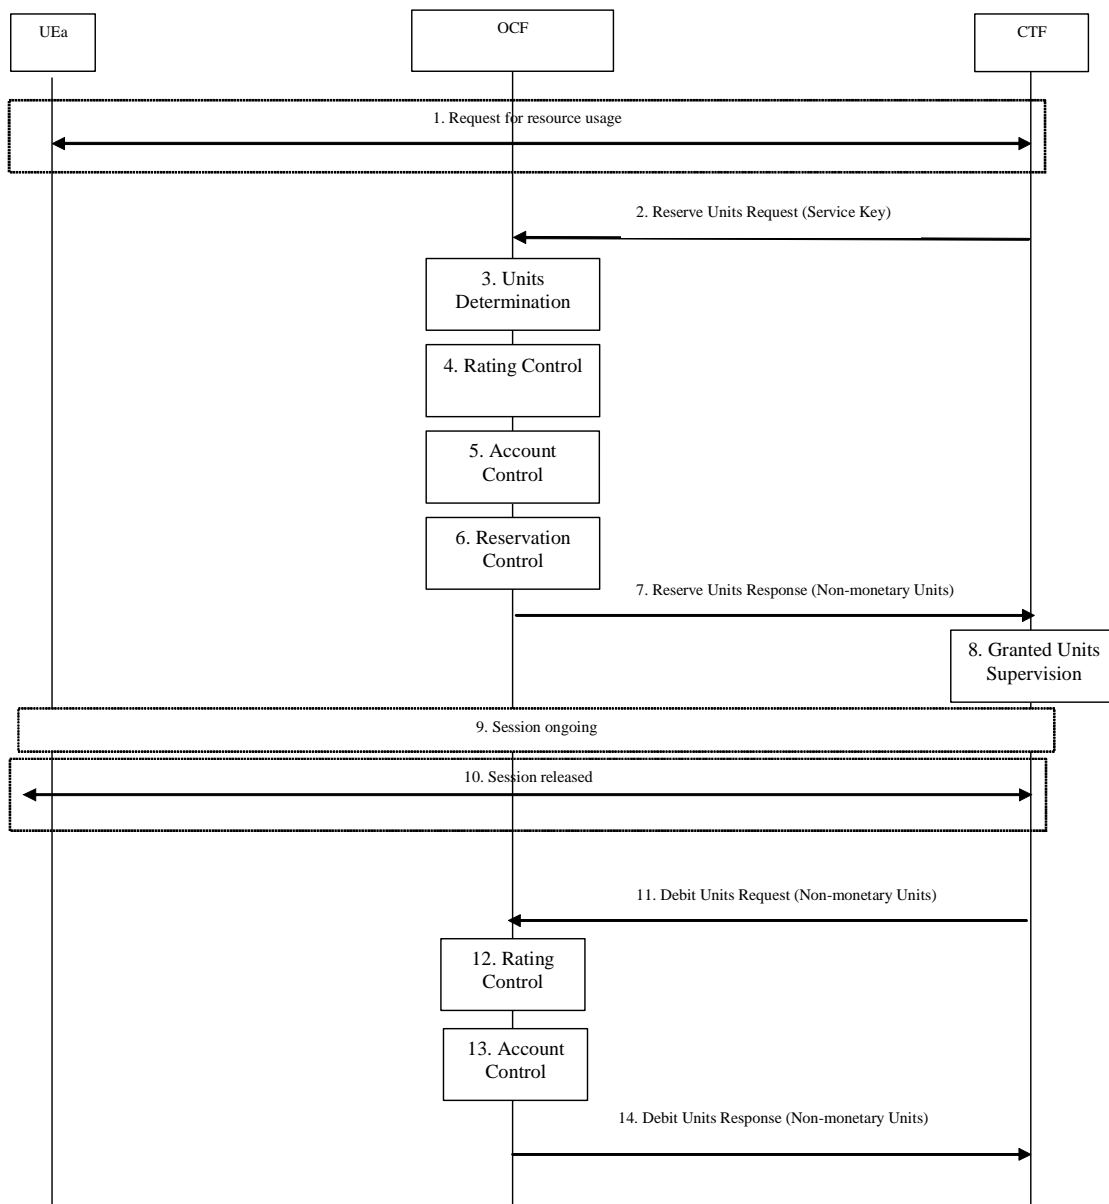 UEa
OCF
CTF
1. Request for resource usage
2. Reserve Units Request (Service Key)
3. Units
Determination
4. Rating Control
5. Account
Control
6. Reservation
Control
7. Reserve Units Response (Non-monetary Units)
8. Granted Units
Supervision
9. Session ongoing
10. Session released
11. Debit Units Request (Non-monetary Units)
12. Rating
Control
13. Account
Control
14. Debit Units Response (Non-monetary Units)